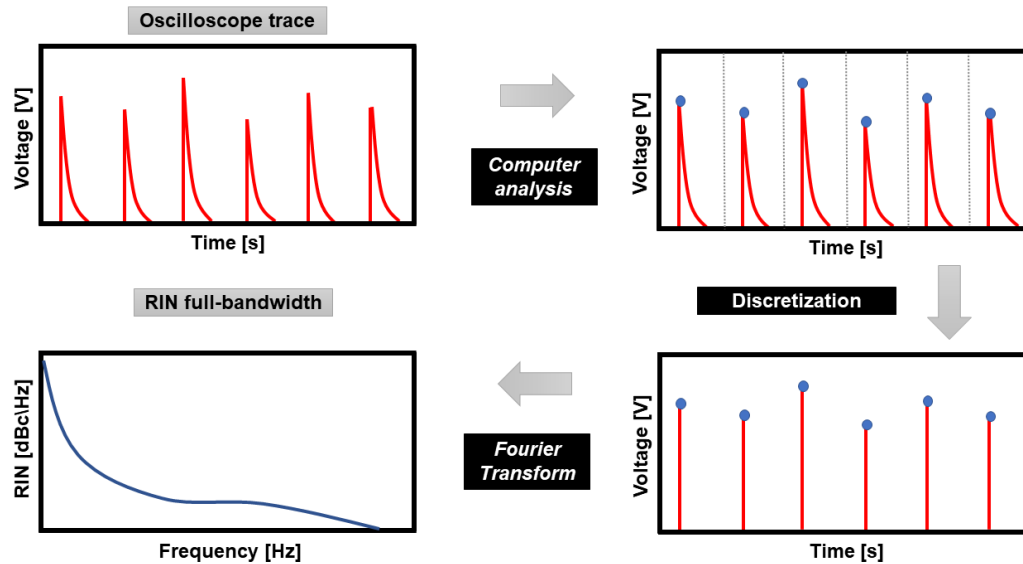 Oscilloscope trace
Voltage [V]
Time [s]
Computer
analysis
Voltage [V]
Time [s]
RIN full-bandwidth
Discretization
RIN [dBc\Hz]
Frequency [Hz]
Fourier
Transform
Voltage [V]
Time [s]